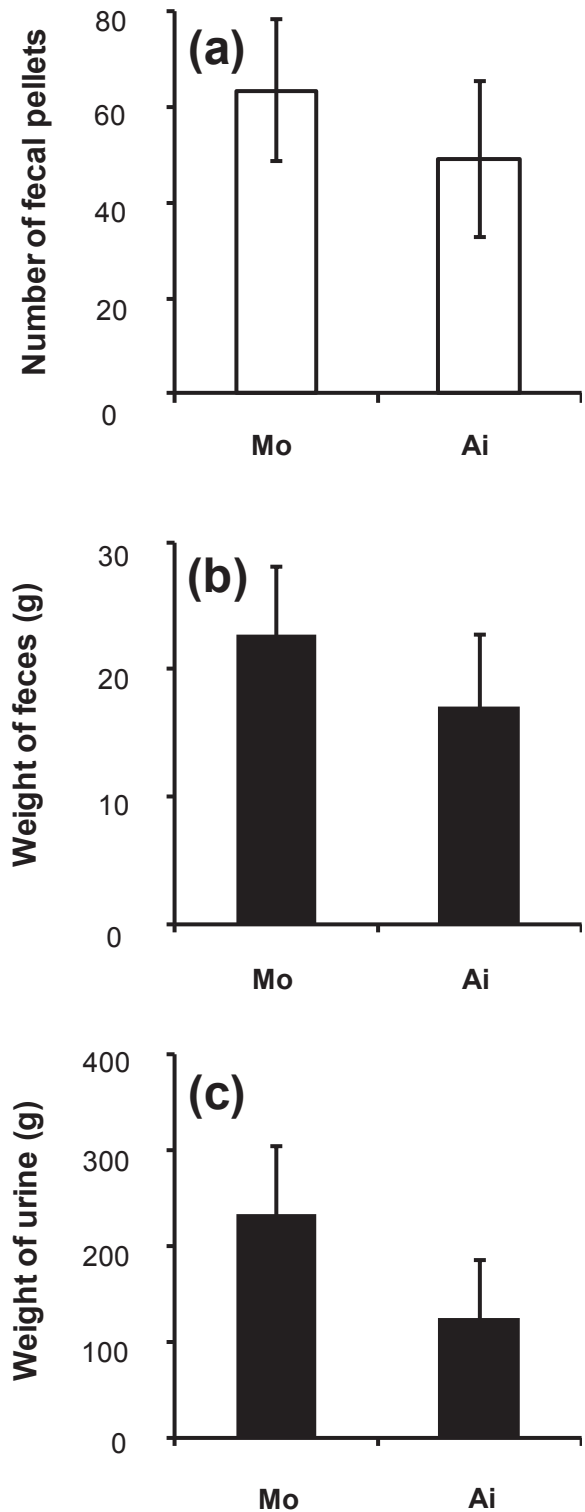 Number of fecal pellets
(a)
80
60
40
20
0
Mo Ai
Weight of feces (g)
(b)
30
20
10
0
Mo Ai
Weight of urine (g)
(c)
400
300
200
100
0
Mo Ai